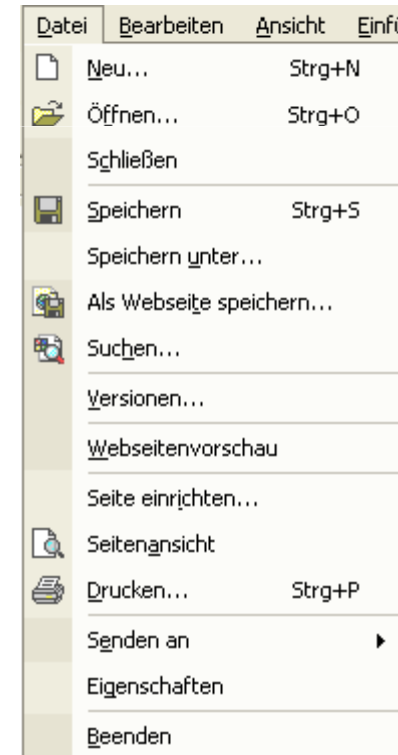 Datei Bearbeiten Ansicht Einfü
Neu... Strg+N
Öffnen... Strg+O
Schließen
Speichern Strg+S
Speichern unter...
Als Webseite speichern...
Suchen...
Versionen...
Webseitenvorschau
Seite einrichten...
Seitenansicht
Drucken... Strg+P
Senden an
Eigenschaften
Beenden